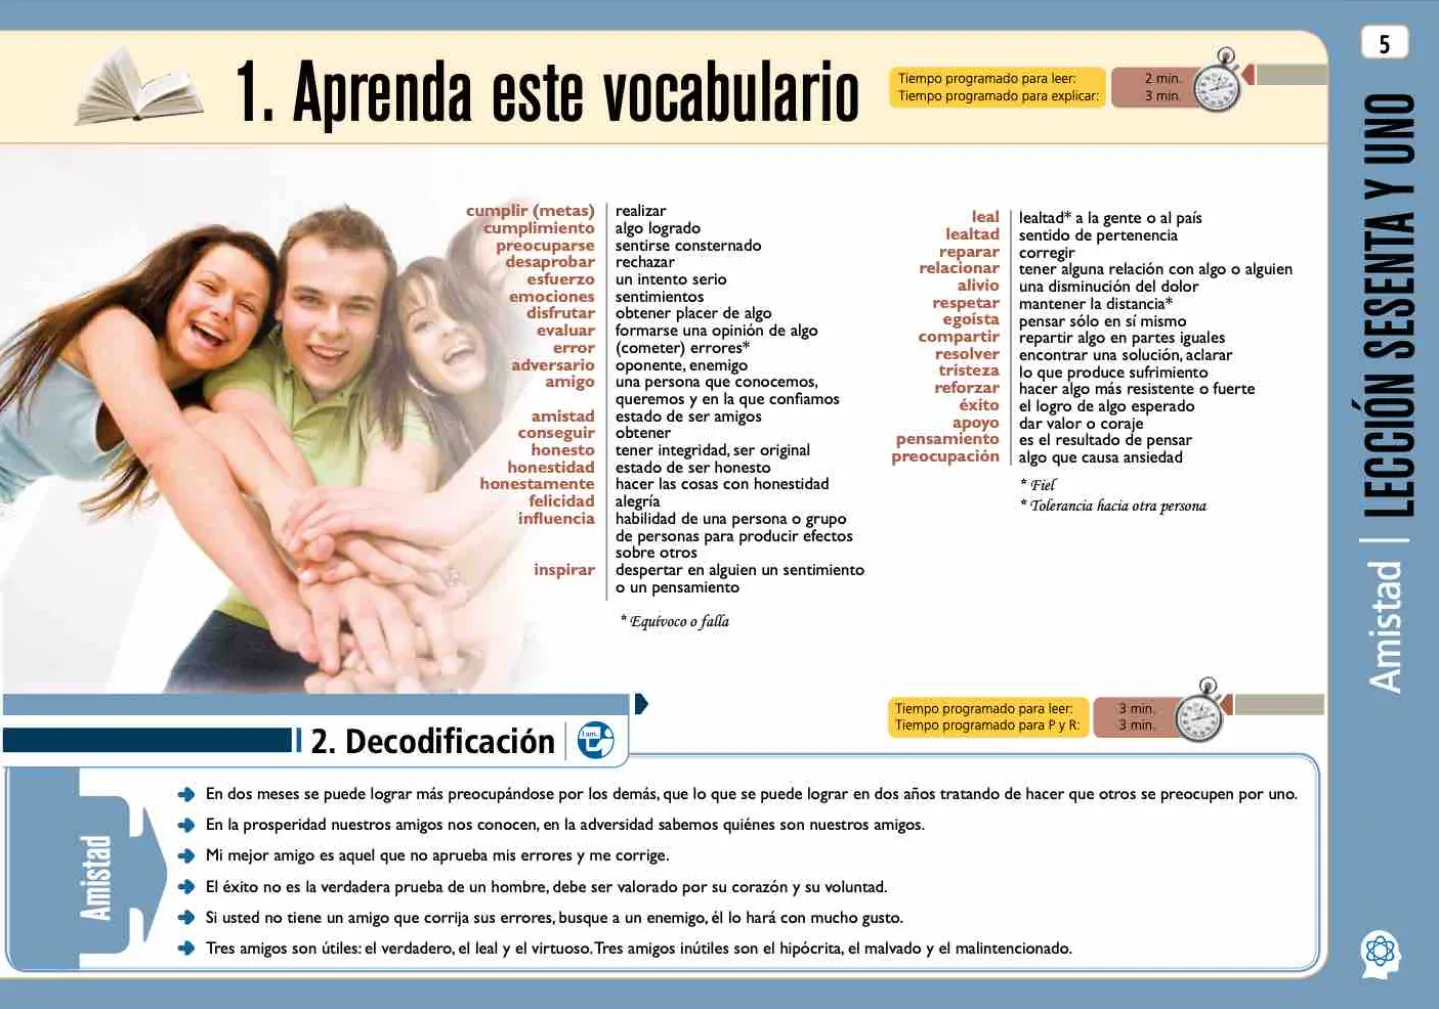 5
1. Aprenda este vocabulario
Tiempo programado para leer: 2 min.
Tiempo programado para explicar: 3 min.
cumplir (metas) realizar
cumplimiento algo logrado
preocuparse sentirse consternado
desaprobar rechazar
esfuerzo un intento serio
emociones sentimientos
disfrutar obtener placer de algo
evaluar formarse una opinión de algo
error (cometer) errores*
adversario oponente, enemigo
amigo una persona que conocemos,
queremos y en la que confiamos
amistad estado de ser amigos
conseguir obtener
honesto tener integridad, ser original
honestidad estado de ser honesto
honestamente hacer las cosas con honestidad
felicidad alegría
influencia habilidad de una persona o grupo
de personas para producir efectos
sobre otros
inspirar despertar en alguien un sentimiento
o un pensamiento
* Equívoco o falla
leal lealtad* a la gente o al país
lealtad sentido de pertenencia
reparar corregir
relacionar tener alguna relación con algo o alguien
alivio una disminución del dolor
respetar mantener la distancia*
egoísta pensar sólo en sí mismo
compartir repartir algo en partes iguales
resolver encontrar una solución, aclarar
tristeza lo que produce sufrimiento
reforzar hacer algo más resistente o fuerte
éxito el logro de algo esperado
apoyo dar valor o coraje
pensamiento es el resultado de pensar
preocupación algo que causa ansiedad
* Fiel
* Tolerancia hacia otra persona
Amistad | LECCIÓN SESENTA Y UNO
2. Decodificación
I am.
Tiempo programado para leer: 3 min.
Tiempo programado para P y R: 3 min.
Amistad
En dos meses se puede lograr más preocupándose por los demás, que lo que se puede lograr en dos años tratando de hacer que otros se preocupen por uno.
En la prosperidad nuestros amigos nos conocen, en la adversidad sabemos quiénes son nuestros amigos.
Mi mejor amigo es aquel que no aprueba mis errores y me corrige.
El éxito no es la verdadera prueba de un hombre, debe ser valorado por su corazón y su voluntad.
Si usted no tiene un amigo que corrija sus errores, busque a un enemigo, él lo hará con mucho gusto.
Tres amigos son útiles: el verdadero, el leal y el virtuoso. Tres amigos inútiles son el hipócrita, el malvado y el malintencionado.